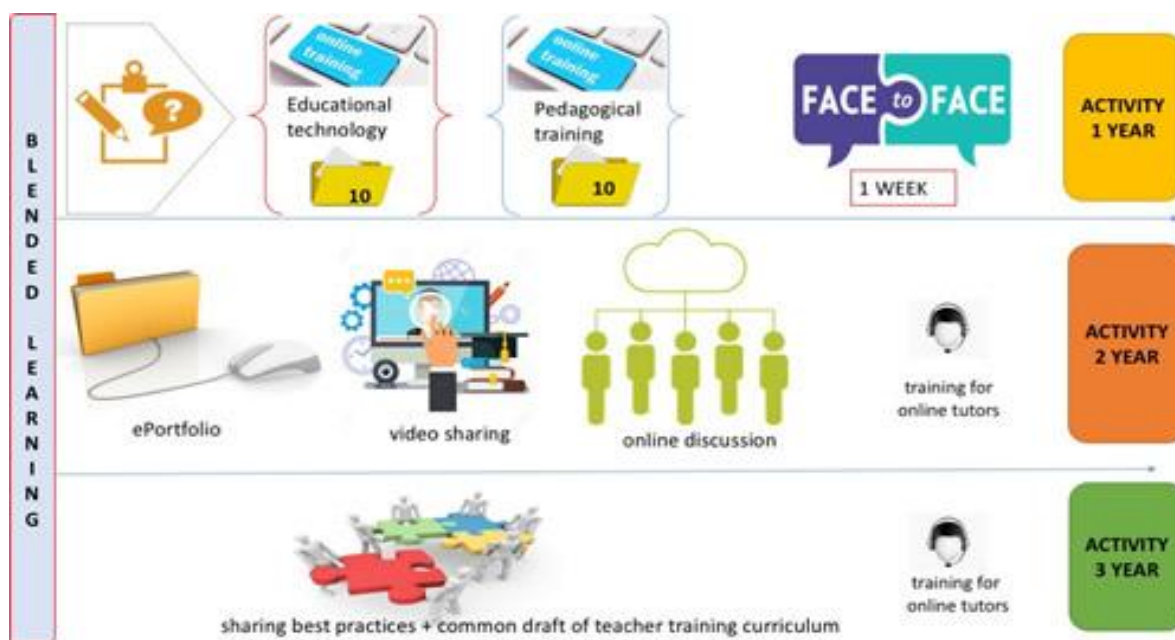 BLENDED LEARNING
online training
Educational
technology
10
online training
Pedagogical
training
10
FACE to FACE
1 WEEK
ACTIVITY
1 YEAR
ePortfolio
video sharing
online discussion
training for
online tutors
ACTIVITY
2 YEAR
sharing best practices + common draft of teacher training curriculum
training for
online tutors
ACTIVITY
3 YEAR